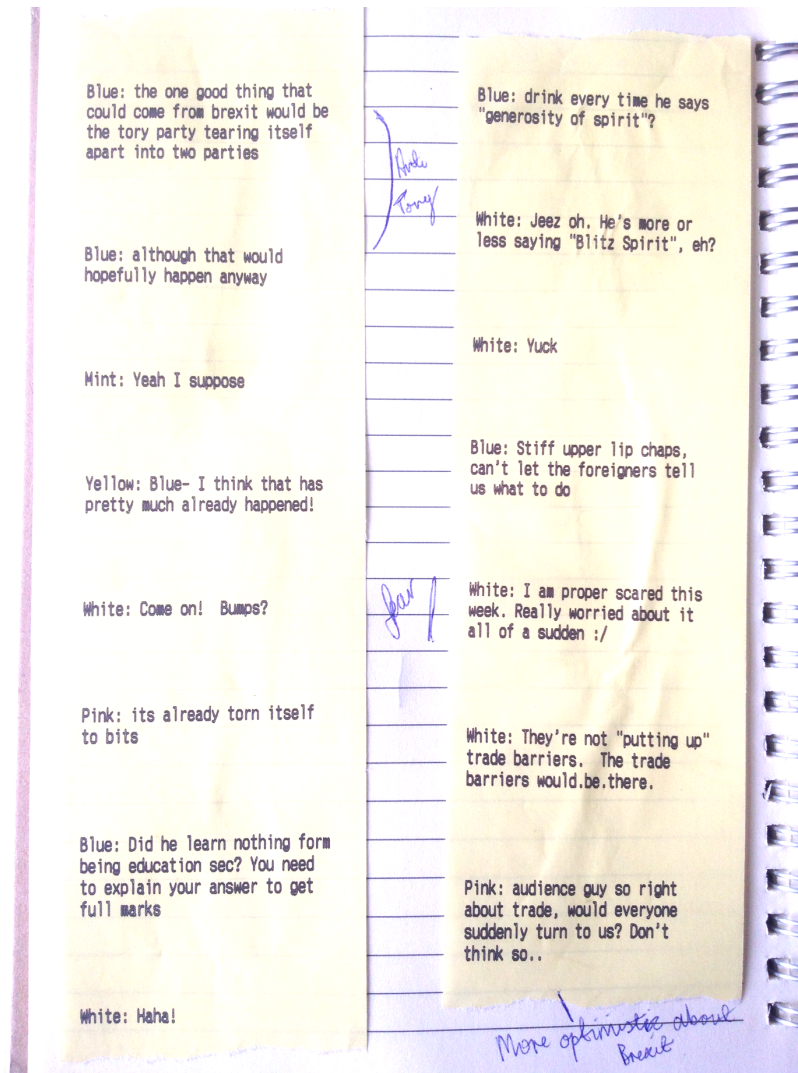 Blue: the one good thing that
could come from brexit would be
the tory party tearing itself
apart into two parties
Blue: although that would
hopefully happen anyway
Mint: Yeah I suppose
Yellow: Blue- I think that has
pretty much already happened!
White: Come on!  Bumps?
Pink: its already torn itself
to bits
Blue: Did he learn nothing form
being education sec? You need
to explain your answer to get
full marks
White: Haha!
Tory
fear
Blue: drink every time he says
"generosity of spirit"?
White: Jeez oh. He's more or
less saying "Blitz Spirit", eh?
White: Yuck
Blue: Stiff upper lip chaps,
can't let the foreigners tell
us what to do
White: I am proper scared this
week. Really worried about it
all of a sudden :/
White: They're not "putting up"
trade barriers.  The trade
barriers would.be.there.
Pink: audience guy so right
about trade, would everyone
suddenly turn to us? Don't
think so..
More optimistic about
Brexit